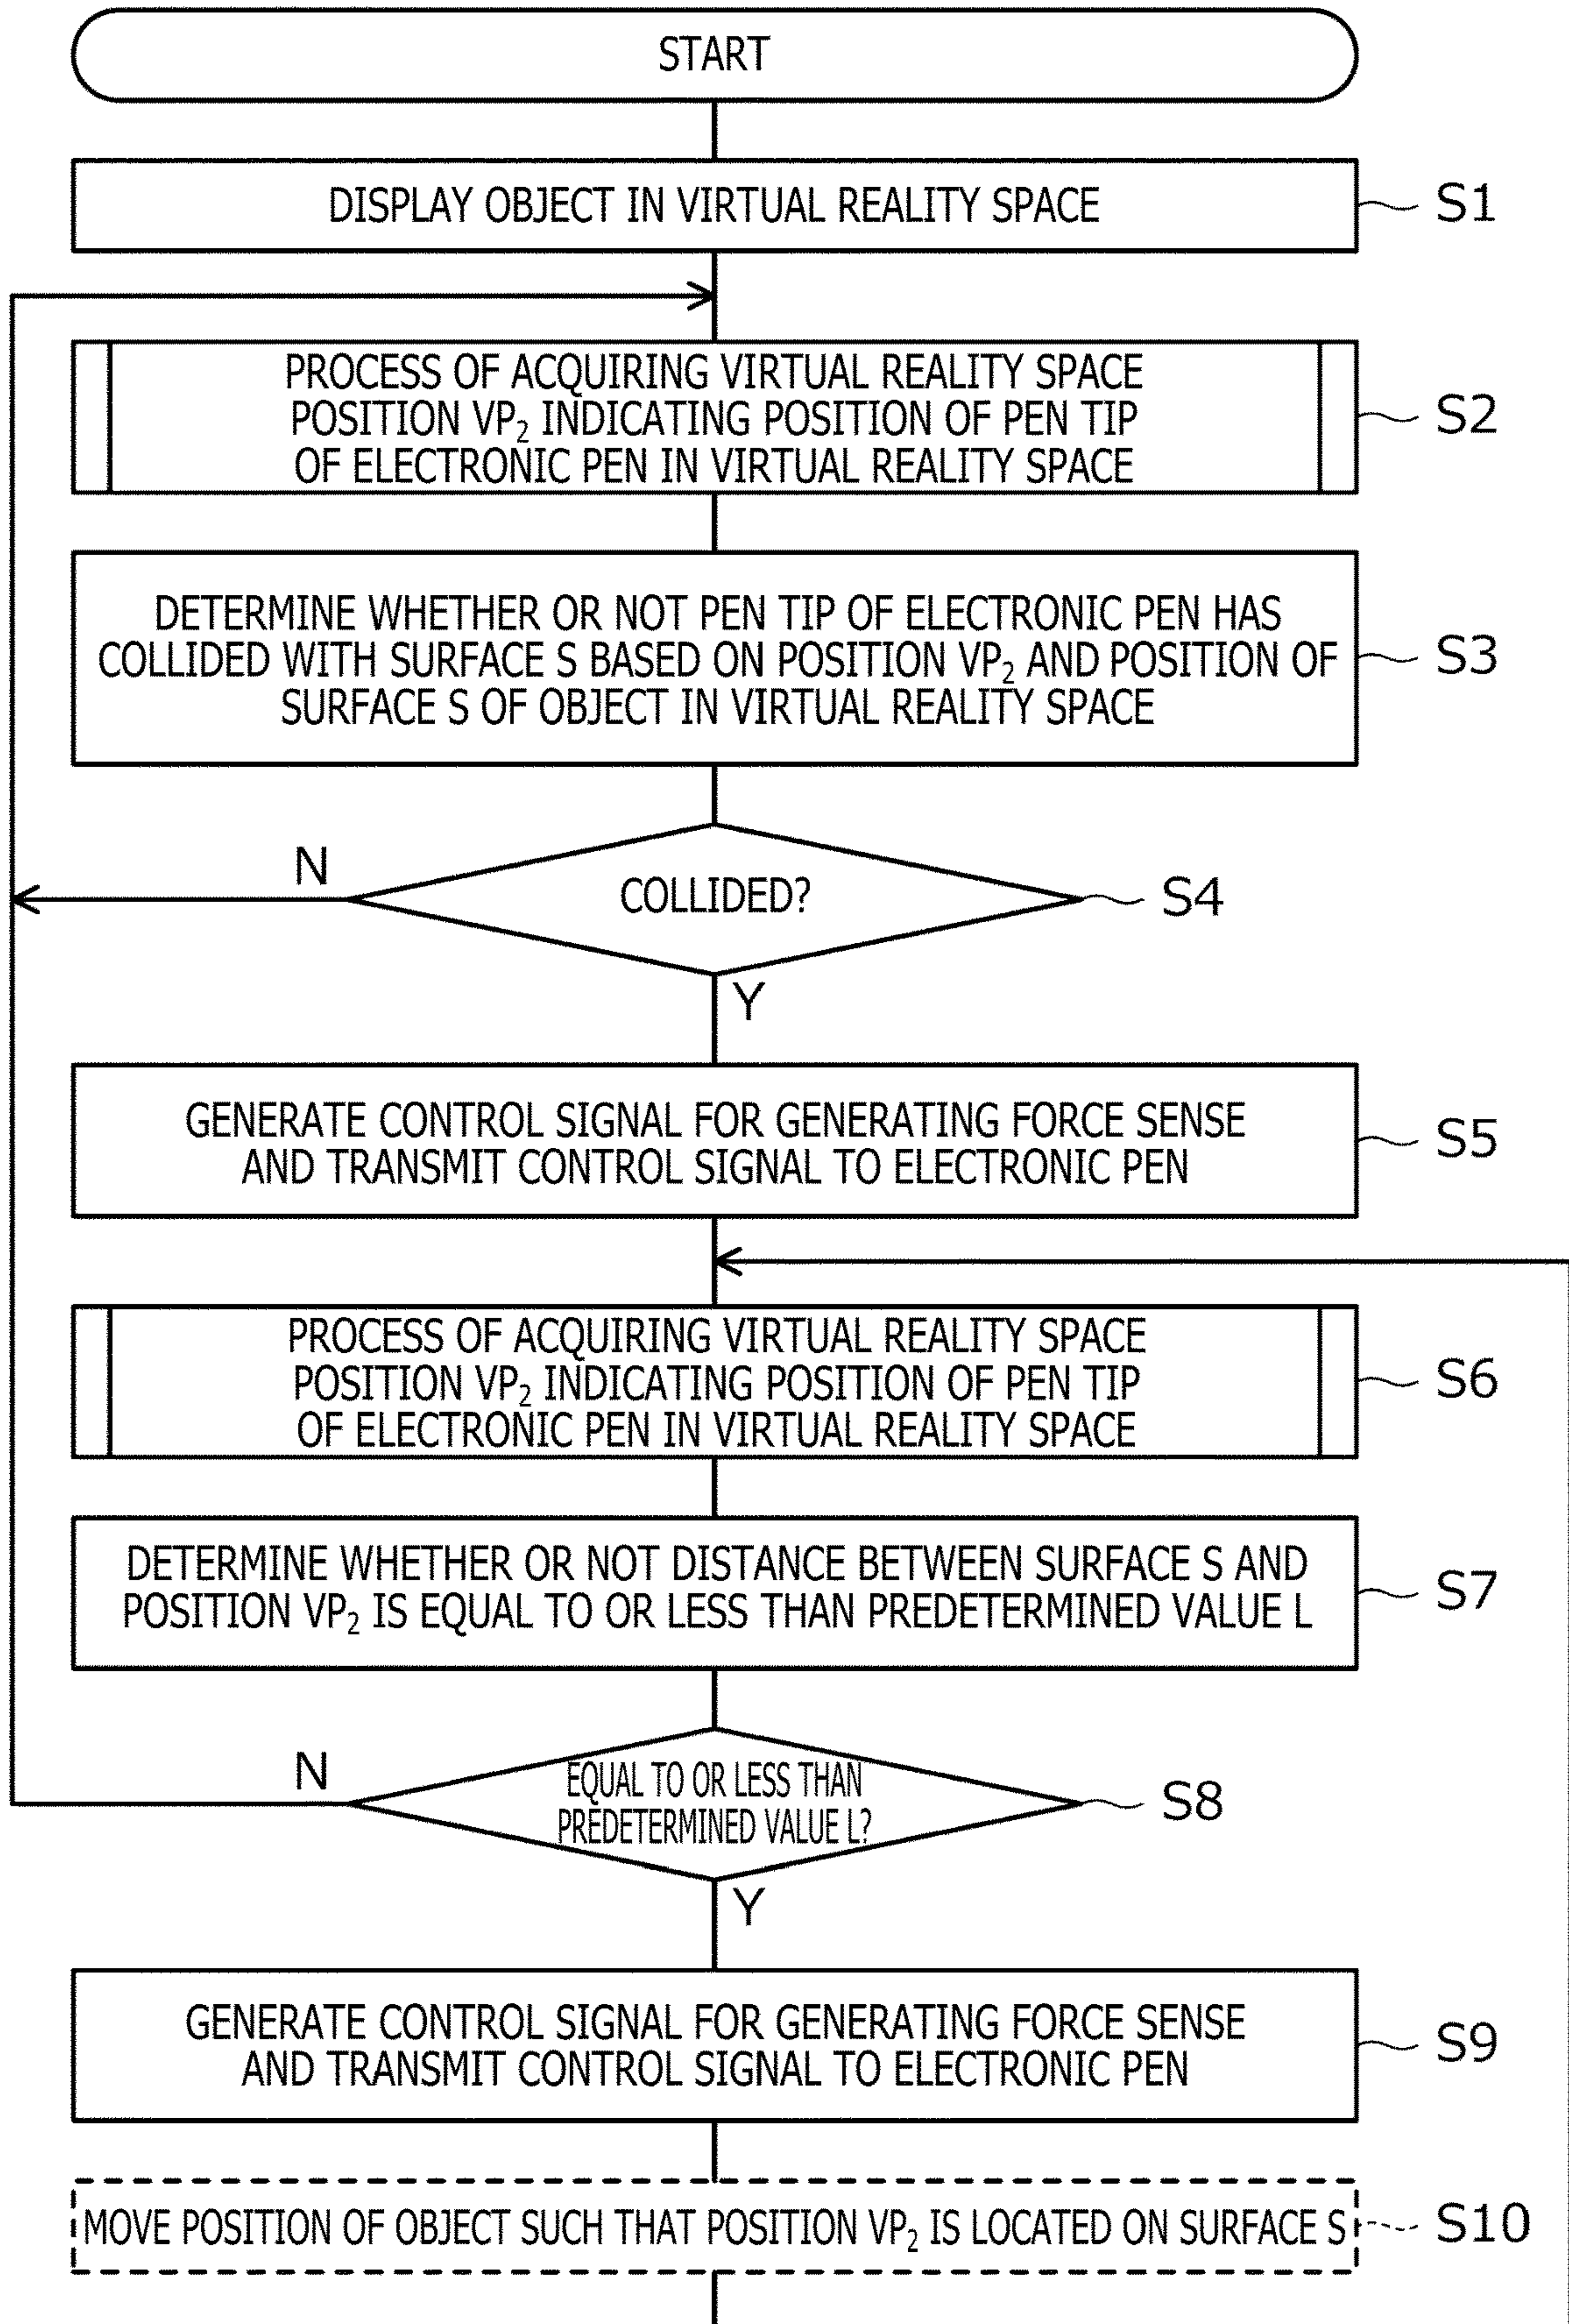 START
DISPLAY OBJECT IN VIRTUAL REALITY SPACE
S1
PROCESS OF ACQUIRING VIRTUAL REALITY SPACE
POSITION VP₂ INDICATING POSITION OF PEN TIP
OF ELECTRONIC PEN IN VIRTUAL REALITY SPACE
S2
DETERMINE WHETHER OR NOT PEN TIP OF ELECTRONIC PEN HAS
COLLIDED WITH SURFACE S BASED ON POSITION VP₂ AND POSITION OF
SURFACE S OF OBJECT IN VIRTUAL REALITY SPACE
S3
N
COLLIDED?
S4
Y
GENERATE CONTROL SIGNAL FOR GENERATING FORCE SENSE
AND TRANSMIT CONTROL SIGNAL TO ELECTRONIC PEN
S5
PROCESS OF ACQUIRING VIRTUAL REALITY SPACE
POSITION VP₂ INDICATING POSITION OF PEN TIP
OF ELECTRONIC PEN IN VIRTUAL REALITY SPACE
S6
DETERMINE WHETHER OR NOT DISTANCE BETWEEN SURFACE S AND
POSITION VP₂ IS EQUAL TO OR LESS THAN PREDETERMINED VALUE L
S7
N
EQUAL TO OR LESS THAN
PREDETERMINED VALUE L?
S8
Y
GENERATE CONTROL SIGNAL FOR GENERATING FORCE SENSE
AND TRANSMIT CONTROL SIGNAL TO ELECTRONIC PEN
S9
MOVE POSITION OF OBJECT SUCH THAT POSITION VP₂ IS LOCATED ON SURFACE S
S10